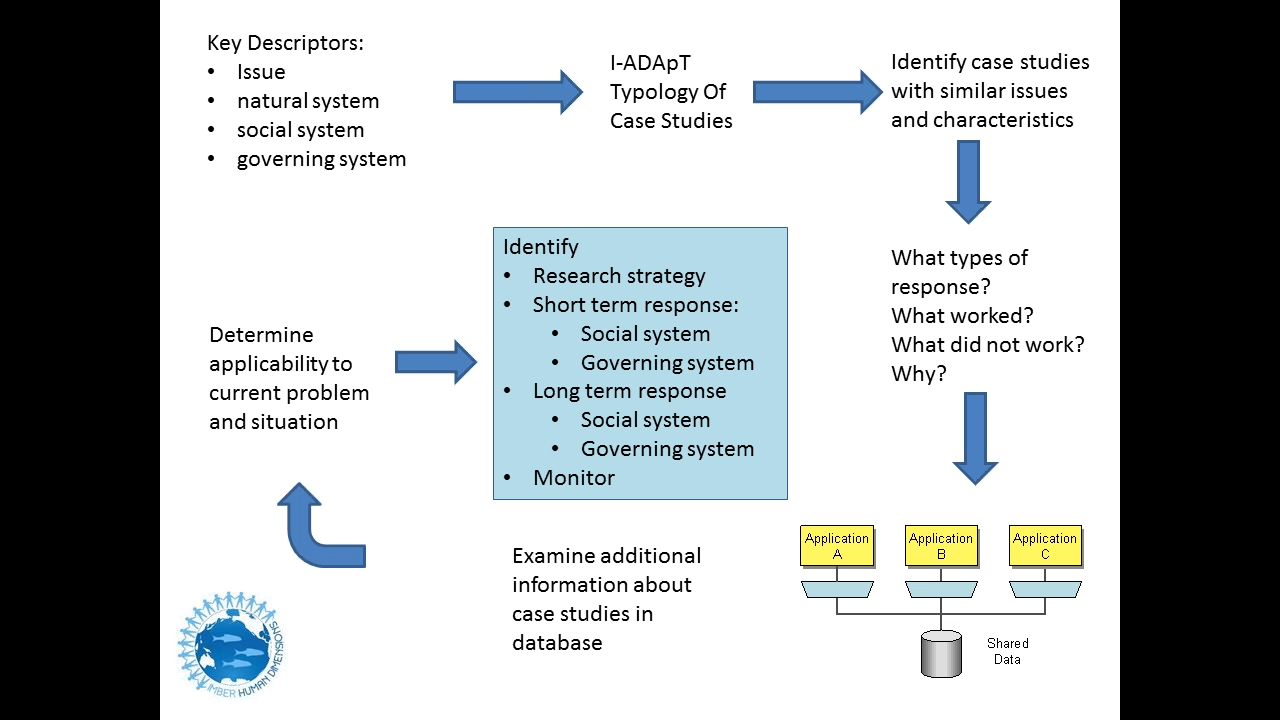 Key Descriptors:
• Issue
• natural system
• social system
• governing system
I-ADApT
Typology Of
Case Studies
Identify case studies
with similar issues
and characteristics
What types of
response?
What worked?
What did not work?
Why?
Application
A
Application
B
Application
C
Shared
Data
Examine additional
information about
case studies in
database
Determine
applicability to
current problem
and situation
Identify
• Research strategy
• Short term response:
• Social system
• Governing system
• Long term response
• Social system
• Governing system
• Monitor
IMBER HUMAN DIMENSIONS